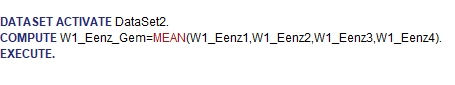 DATASET ACTIVATE DataSet2.
COMPUTE W1_Eenz_Gem=MEAN(W1_Eenz1,W1_Eenz2,W1_Eenz3,W1_Eenz4).
EXECUTE.